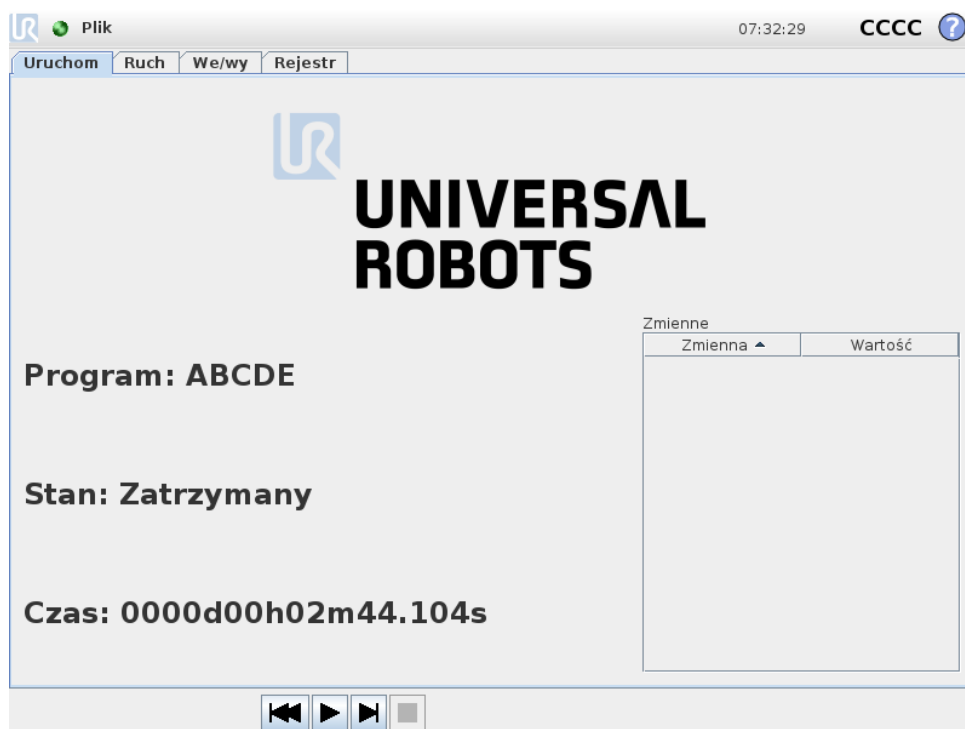 Plik 07:32:29 CCCC ?
Uruchom Ruch We/wy Rejestr
UR
UNIVERSAL
ROBOTS
Zmienne
Zmienna Wartość
Program: ABCDE
Stan: Zatrzymany
Czas: 0000d00h02m44.104s